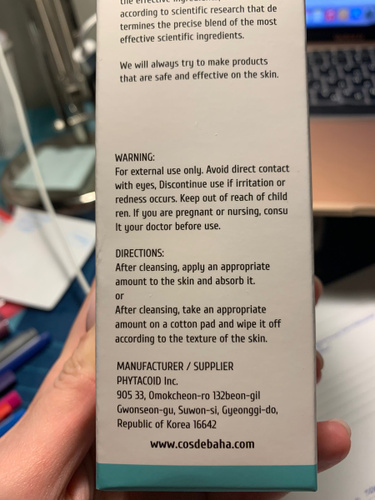 the effective
according to scientific research that de
termines the precise blend of the most
effective scientific ingredients.
We will always try to make products
that are safe and effective on the skin.
WARNING:
For external use only. Avoid direct contact
with eyes, Discontinue use if irritation or
redness occurs. Keep out of reach of child
ren. If you are pregnant or nursing, consu
lt your doctor before use.
DIRECTIONS:
After cleansing, apply an appropriate
amount to the skin and absorb it.
or
After cleansing, take an appropriate
amount on a cotton pad and wipe it off
according to the texture of the skin.
MANUFACTURER / SUPPLIER
PHYTACOID Inc.
905 33, Omokcheon-ro 132beon-gil
Gwonseon-gu, Suwon-si, Gyeonggi-do,
Republic of Korea 16642
www.cosdebaha.com